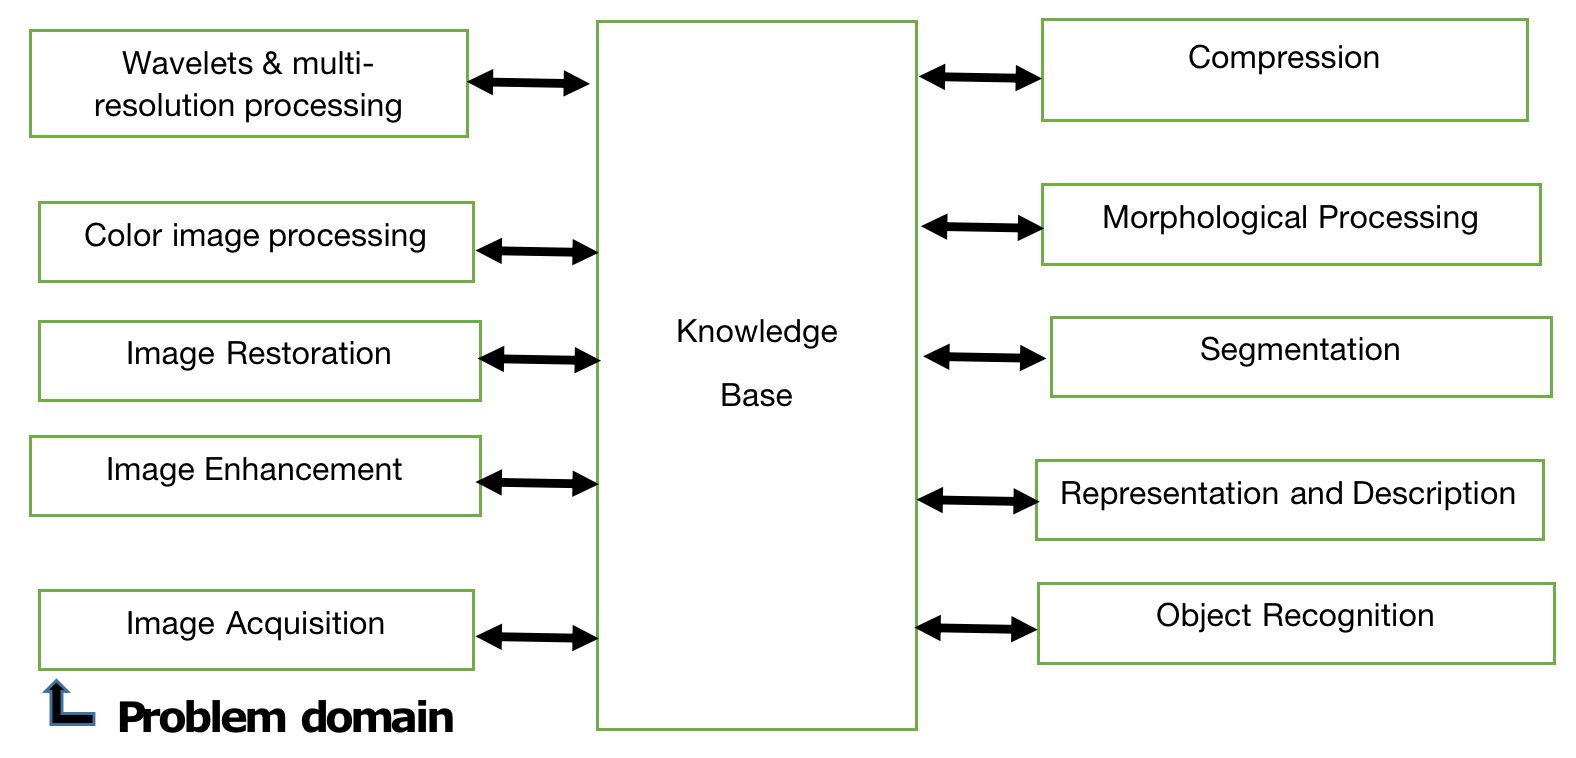 Wavelets & multi-
resolution processing
Color image processing
Image Restoration
Image Enhancement
Image Acquisition
Problem domain
Knowledge
Base
Compression
Morphological Processing
Segmentation
Representation and Description
Object Recognition